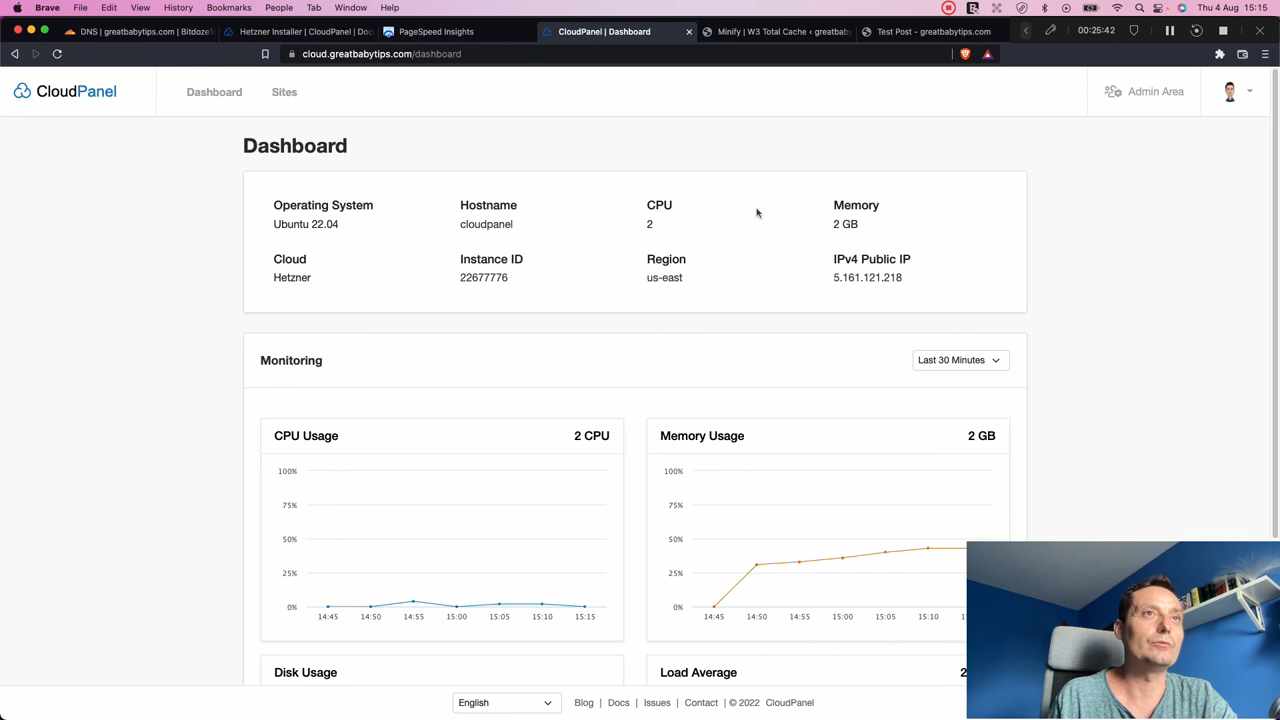 Brave File Edit View History Bookmarks People Tab Window Help Thu 4 Aug 15:15
DNS | greatbabytips.com | Bitdoze Hetzner Installer | CloudPanel | Doc PageSpeed Insights CloudPanel | Dashboard Minify | W3 Total Cache ‹ greatbaby Test Post - greatbabytips.com 00:25:42
cloud.greatbabytips.com/dashboard
CloudPanel Dashboard Sites Admin Area
Dashboard
Operating System Hostname CPU Memory
Ubuntu 22.04 cloudpanel 2 2 GB
Cloud Instance ID Region IPv4 Public IP
Hetzner 22677776 us-east 5.161.121.218
Monitoring Last 30 Minutes
CPU Usage 2 CPU Memory Usage 2 GB
100% 100%
75% 75%
50% 50%
25% 25%
0% 0%
14:45 14:50 14:55 15:00 15:05 15:10 15:15 14:45 14:50 14:55 15:00 15:05 15:10
Disk Usage Load Average 2
English Blog | Docs | Issues | Contact | © 2022 CloudPanel